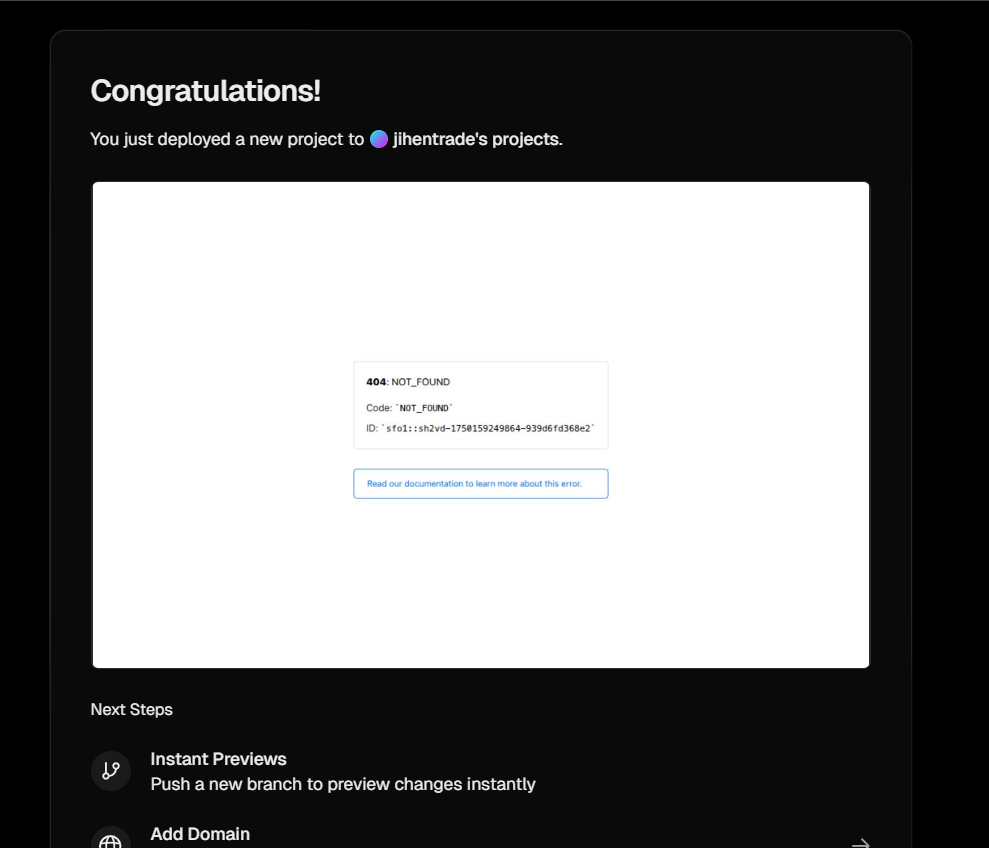 Congratulations!
You just deployed a new project to jihentrade's projects.
404: NOT_FOUND
Code: `NOT_FOUND`
ID: `sfo1::sh2vd-1750159249864-939d6fd368e2`
Read our documentation to learn more about this error.
Next Steps
Instant Previews
Push a new branch to preview changes instantly
Add Domain